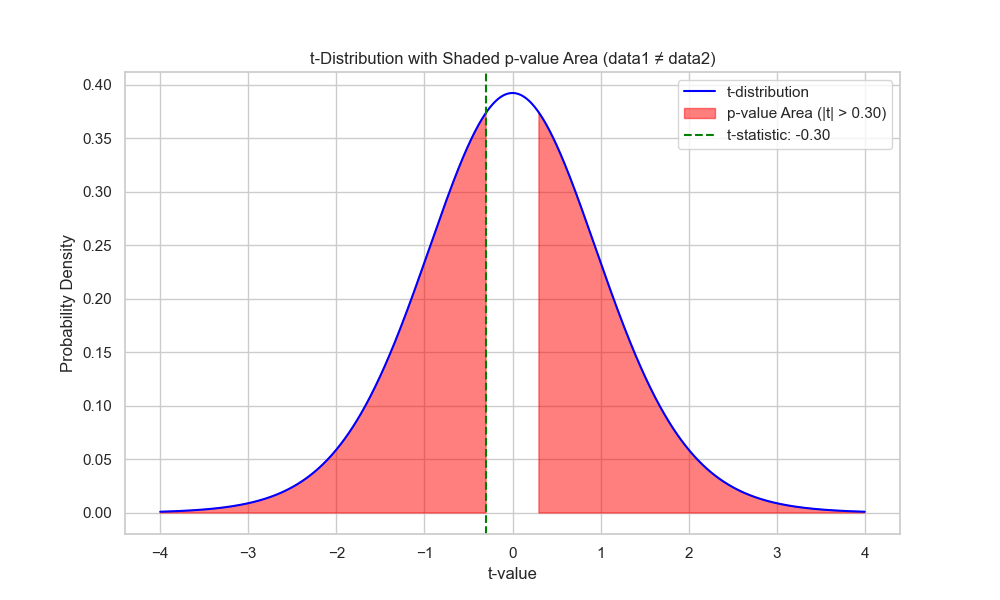 t-Distribution with Shaded p-value Area (data1 ≠ data2)
t-distribution
p-value Area (|t| > 0.30)
t-statistic: -0.30
Probability Density
0.40
0.35
0.30
0.25
0.20
0.15
0.10
0.05
0.00
−4 −3 −2 −1 0 1 2 3 4
t-value